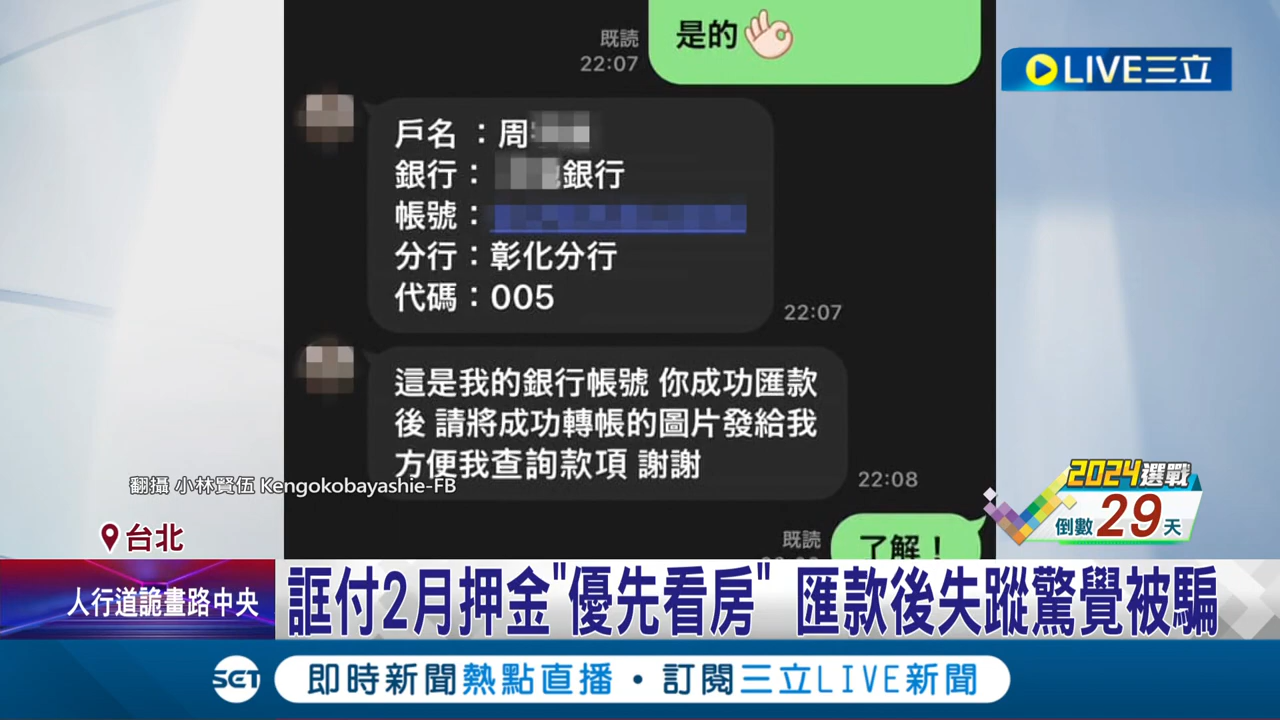 是的
既読
22:07
LIVE三立
戶名：周
銀行： 銀行
帳號：
分行：彰化分行
代碼：005
22:07
這是我的銀行帳號 你成功匯款
後 請將成功轉帳的圖片發給我
方便我查詢款項 謝謝
22:08
翻攝 小林賢伍 Kengokobayashie-FB
既読
了解！
2024選戰
倒數29天
台北
人行道詭畫路中央
誆付2月押金"優先看房" 匯款後失蹤驚覺被騙
SET
即時新聞熱點直播・訂閱三立LIVE新聞